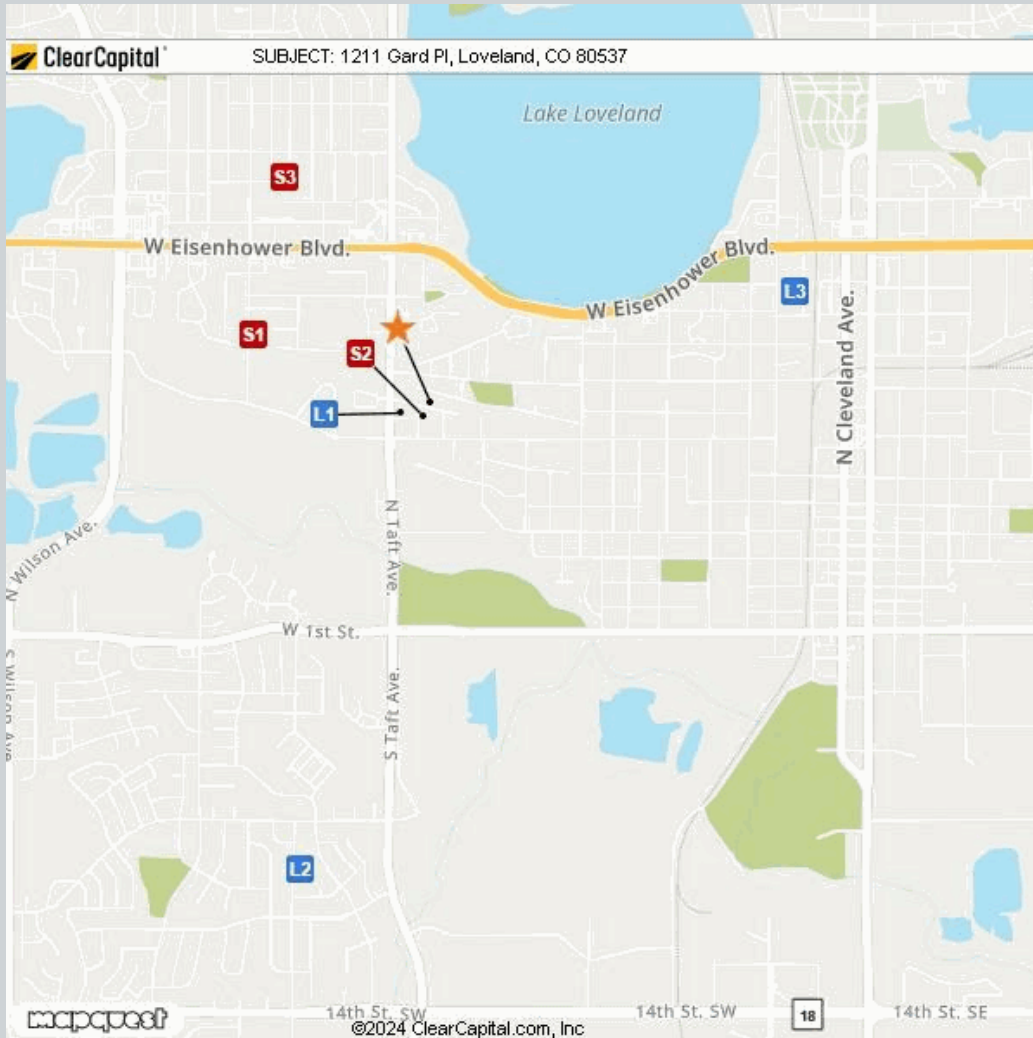 ClearCapital
SUBJECT: 1211 Gard Pl, Loveland, CO 80537
Lake Loveland
S3
W Eisenhower Blvd.
W Eisenhower Blvd.
L3
S1
S2
L1
N Cleveland Ave.
N Taft Ave.
N Wilson Ave.
W 1st St.
S Wilson Ave
S Taft Ave.
L2
mapquest
14th St. SW
14th St. SW
18
14th St. SE
©2024 ClearCapital.com, Inc